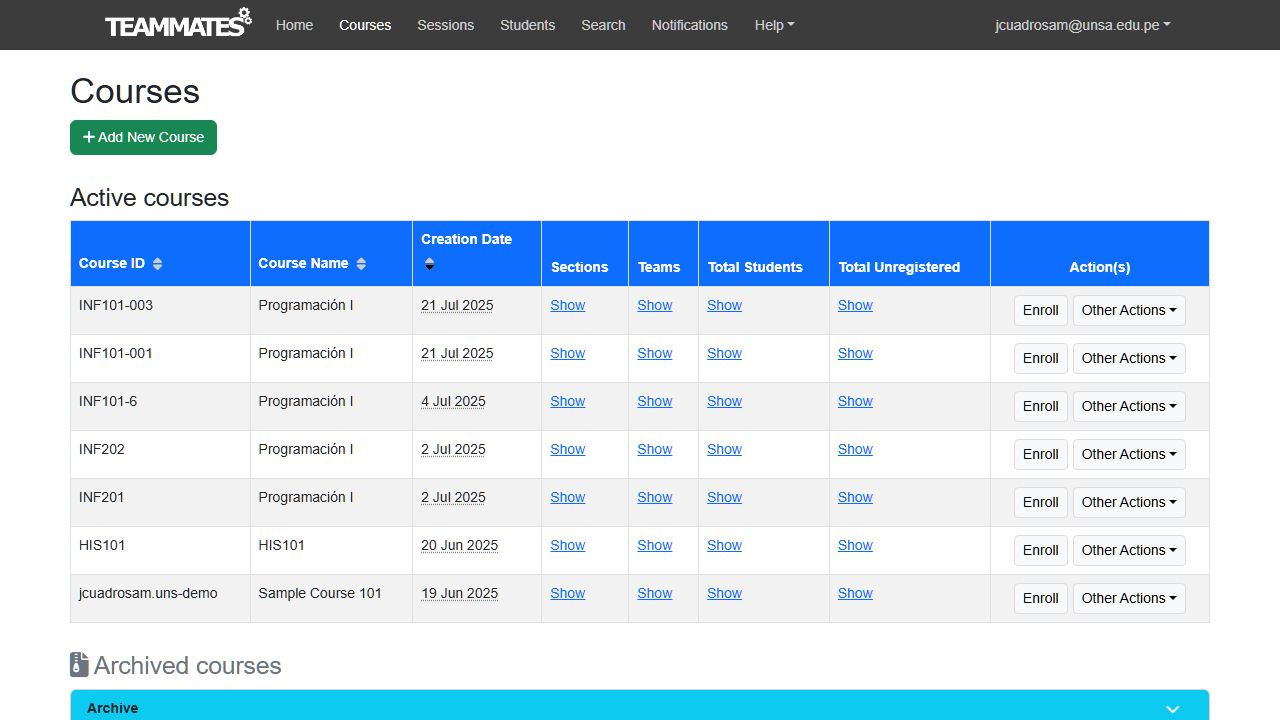 TEAMMATES Home Courses Sessions Students Search Notifications Help jcuadrosam@unsa.edu.pe
Courses
Add New Course
Active courses
Course ID Course Name Creation Date Sections Teams Total Students Total Unregistered Action(s)
INF101-003 Programación I 21 Jul 2025 Show Show Show Show Enroll Other Actions
INF101-001 Programación I 21 Jul 2025 Show Show Show Show Enroll Other Actions
INF101-6 Programación I 4 Jul 2025 Show Show Show Show Enroll Other Actions
INF202 Programación I 2 Jul 2025 Show Show Show Show Enroll Other Actions
INF201 Programación I 2 Jul 2025 Show Show Show Show Enroll Other Actions
HIS101 HIS101 20 Jun 2025 Show Show Show Show Enroll Other Actions
jcuadrosam.uns-demo Sample Course 101 19 Jun 2025 Show Show Show Show Enroll Other Actions
Archived courses
Archive